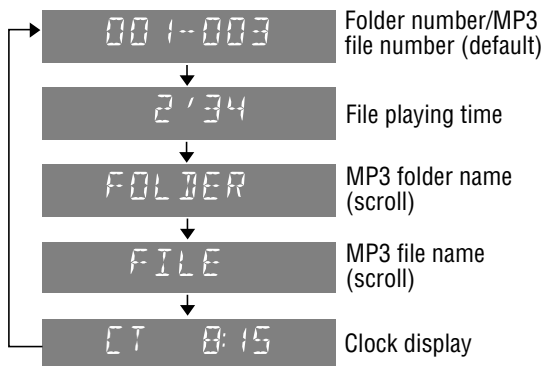 001-003
Folder number/MP3
file number (default)
2'34
File playing time
FOLDER
MP3 folder name
(scroll)
FILE
MP3 file name
(scroll)
CT 8:15
Clock display